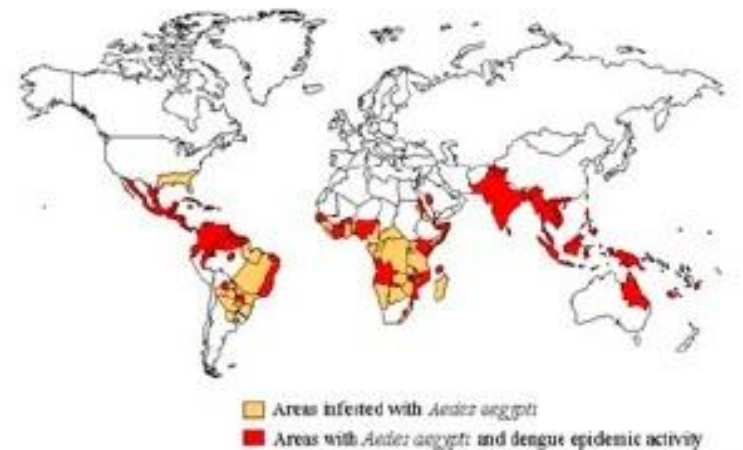 Areas infested with Aedes aegypti
Areas with Aedes aegypti and dengue epidemic activity